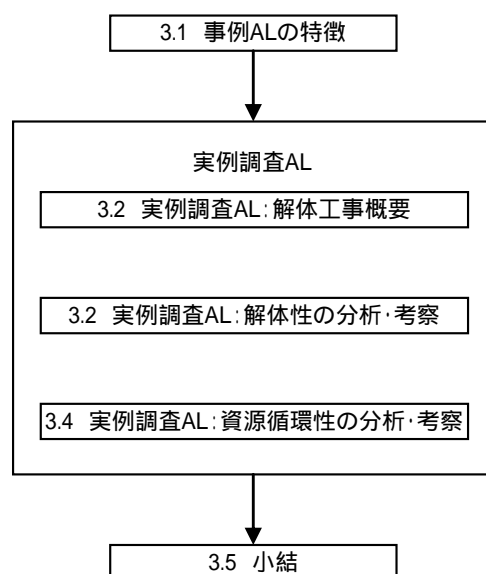 3.1 事例ALの特徴
実例調査AL
3.2 実例調査AL:解体工事概要
3.2 実例調査AL:解体性の分析・考察
3.4 実例調査AL:資源循環性の分析・考察
3.5 小結